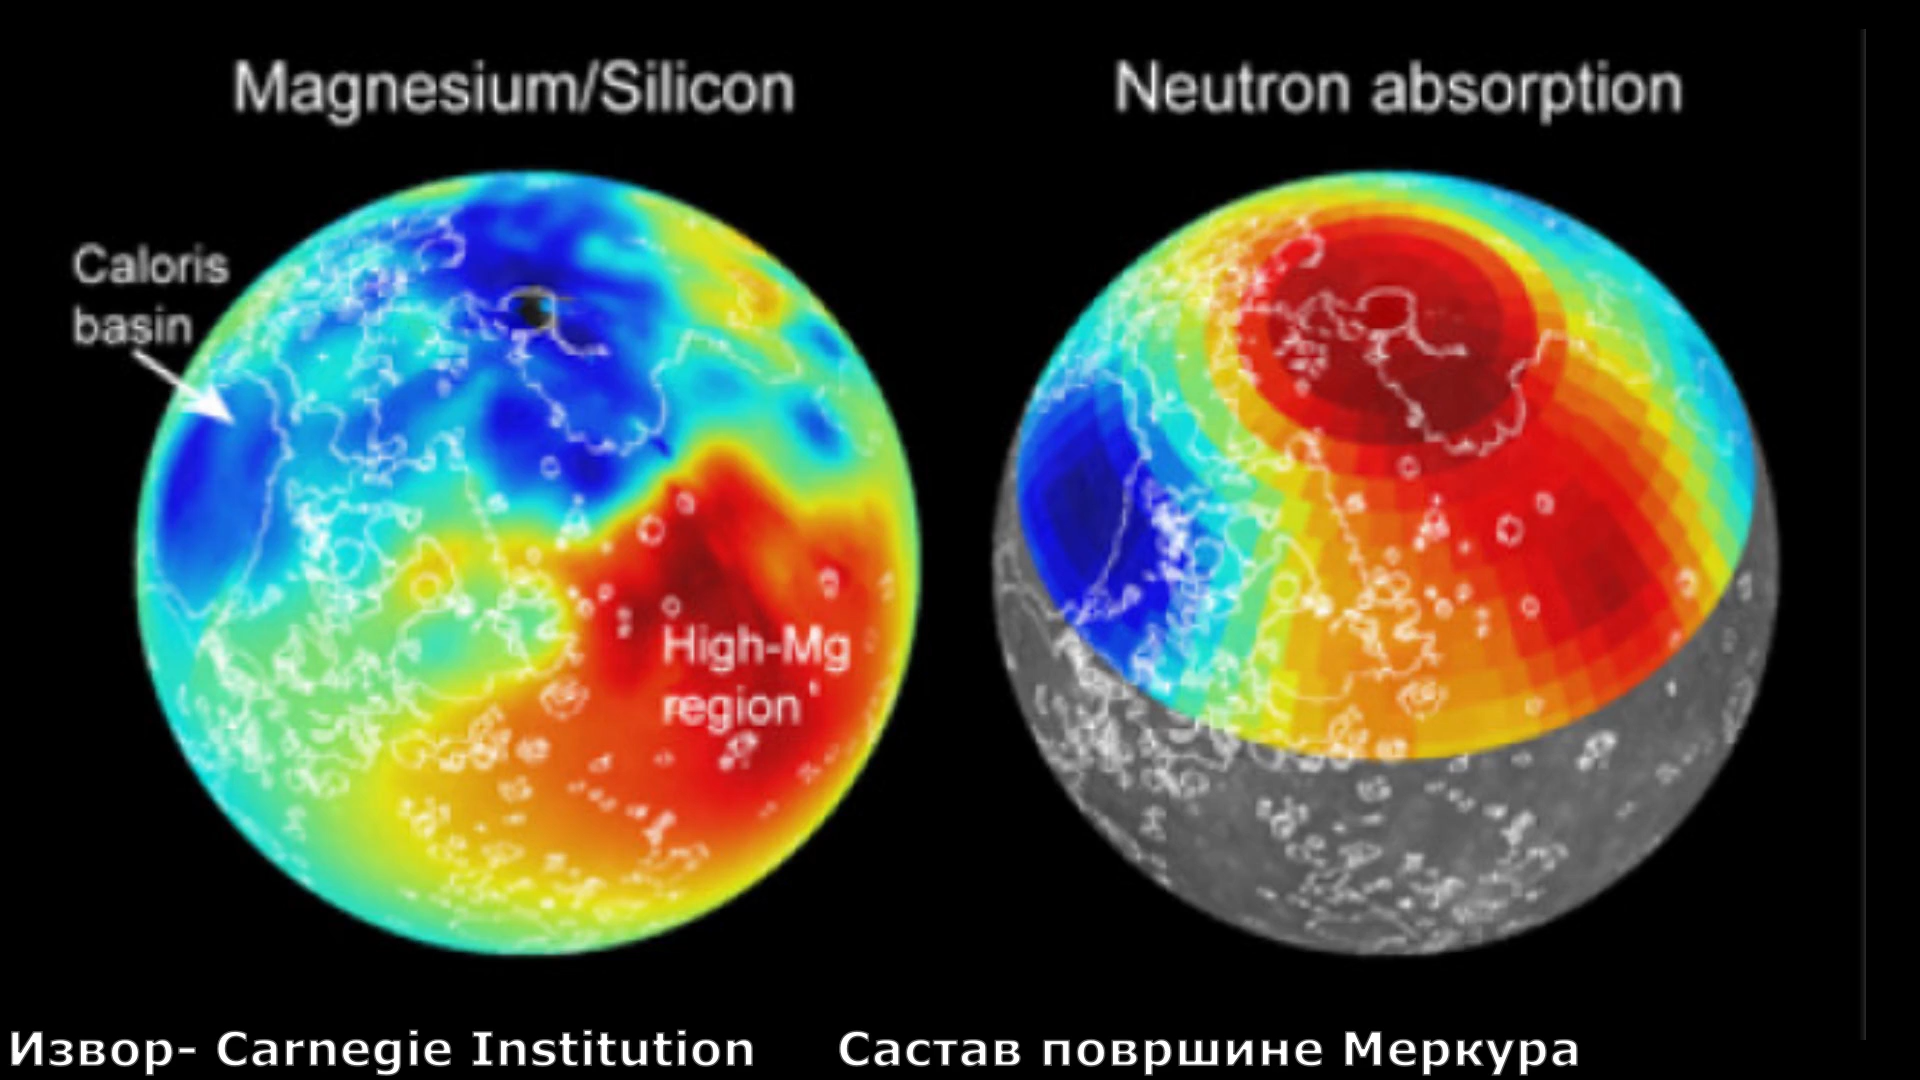 Magnesium/Silicon
Neutron absorption
Caloris
basin
High-Mg
region
Извор- Carnegie Institution
Састав површине Меркура